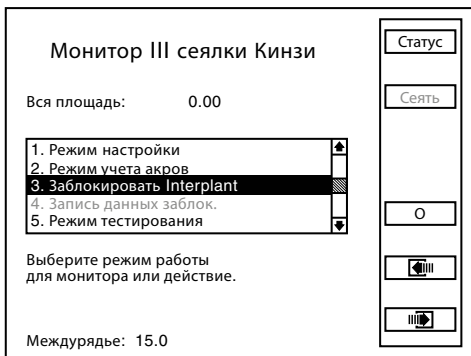 Монитор III сеялки Кинзи
Вся площадь: 0.00
1. Режим настройки
2. Режим учета акров
3. Заблокировать Interplant
4. Запись данных заблок.
5. Режим тестирования
Выберите режим работы
для монитора или действие.
Междурядье: 15.0
Статус
Сеять
О